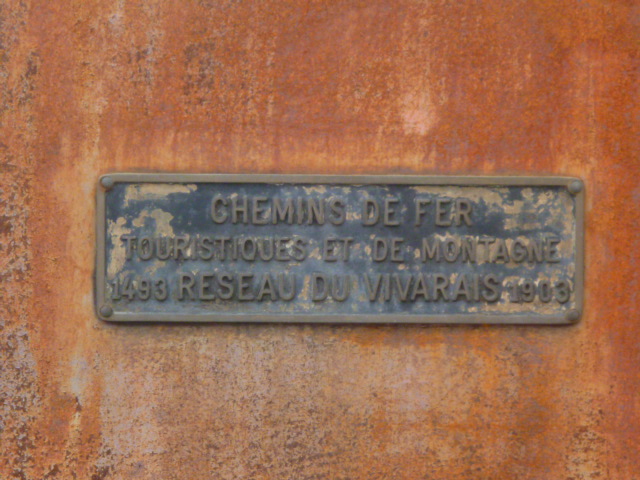 CHEMINS DE FER
TOURISTIQUES ET DE MONTAGNE
1493 RESEAU DU VIVARAIS 1903